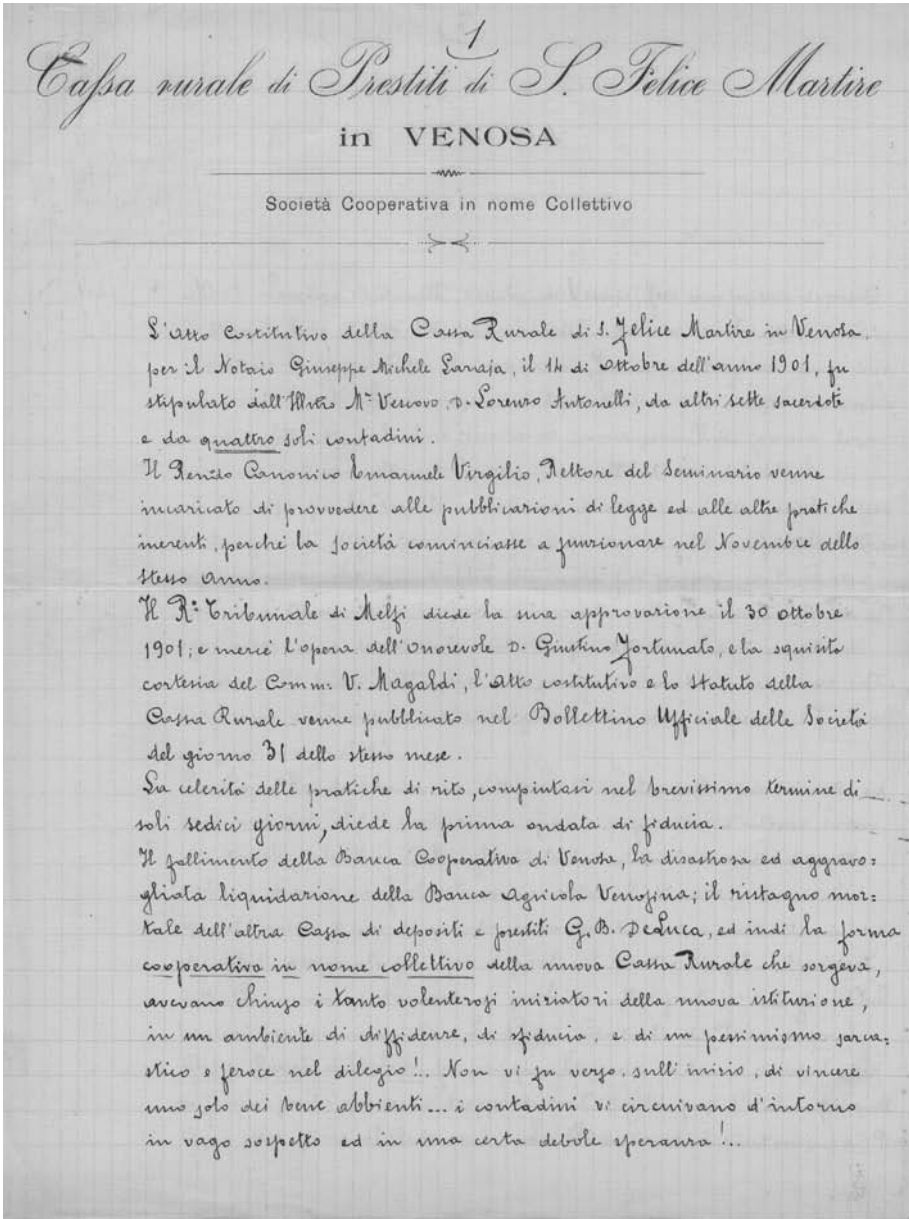 1
Cassa rurale di Prestiti di S. Felice Martire
in VENOSA
Società Cooperativa in nome Collettivo
L'atto Costitutivo della Cassa Rurale di S. Felice Martire in Venosa,
per il Notaio Giuseppe Michele Lavaja, il 14 di Ottobre dell'anno 1901, fu
stipulato dall'Illmo Mr Vescovo, D. Lorenzo Antonelli, da altri sette sacerdoti
e da quattro soli contadini.
Il Revndo Canonico Emanuele Virgilio, Rettore del Seminario venne
incaricato di provvedere alle pubblicazioni di legge ed alle altre pratiche
inerenti, perchè la società cominciasse a funzionare nel Novembre dello
stesso anno.
Il R.o Tribunale di Melfi diede la sua approvazione il 30 ottobre
1901; e mercè l'opera dell'onorevole D. Giustino Fortunato, e la squisita
cortesia del Comm: V. Magaldi, l'atto costitutivo e lo statuto della
Cassa Rurale venne pubblicato nel Bollettino Ufficiale delle Società
del giorno 31 dello stesso mese.
La celerità delle pratiche di rito, compiutasi nel brevissimo termine di
soli sedici giorni, diede la prima ondata di fiducia.
Il fallimento della Banca Cooperativa di Venosa, la disastrosa ed aggravo=
gliata liquidazione della Banca Agricola Venosina; il ristagno mor=
tale dell'altra Cassa di depositi e prestiti G. B. DeLuca, ed indi la forma
cooperativa in nome collettivo della nuova Cassa Rurale che sorgeva,
avevano chiuso i tanto volenterosi iniziatori della nuova istituzione,
in un ambiente di diffidenze, di sfiducia, e di un pessimismo sarca=
stico e feroce nel dilegio!.. Non vi fu verso, sull'inizio, di vincere
uno solo dei bene abbienti... i contadini vi circuivano d'intorno
in vago sospetto ed in una certa debole speranza!..